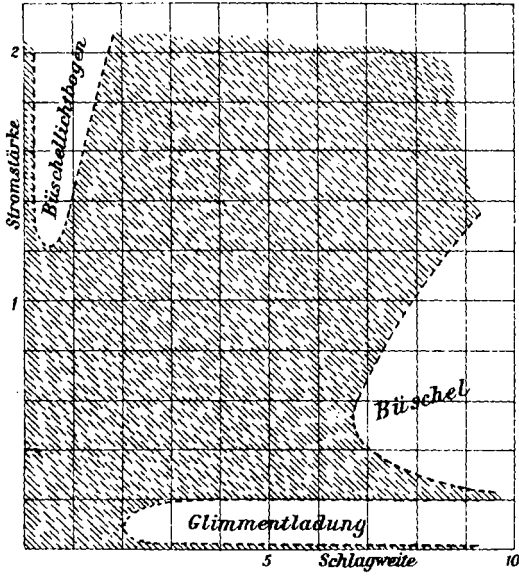 2
Büschellichtbogen
Stromstärke
1
Büschel
Glimmentladung
5
10
Schlagweite